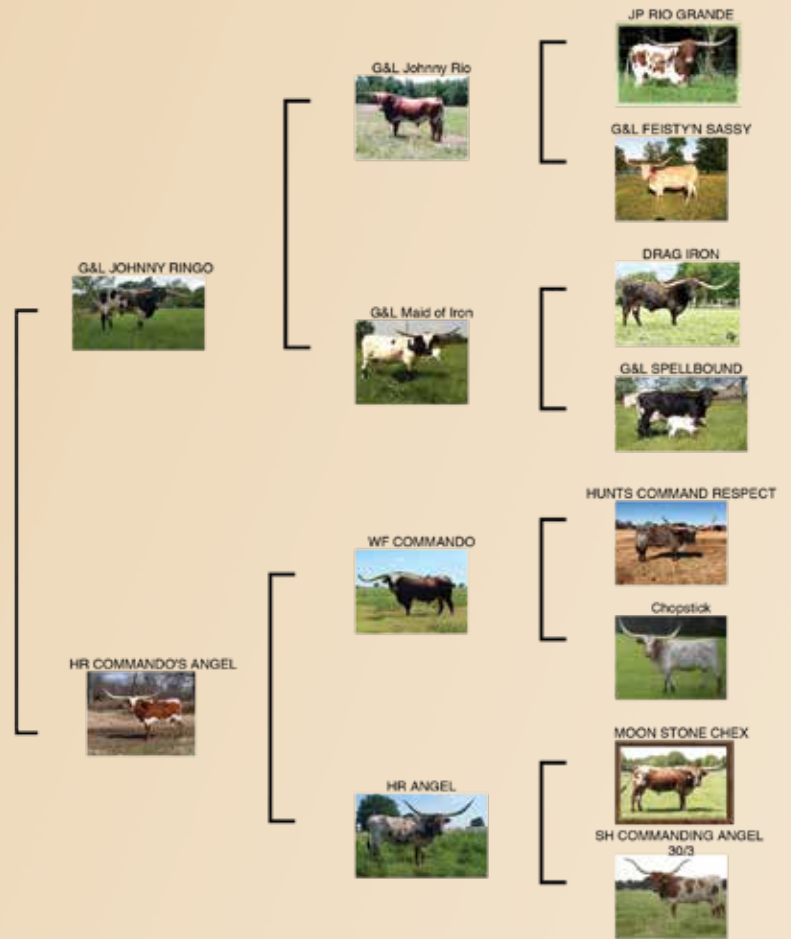 JP RIO GRANDE
G&L Johnny Rio
G&L FEISTY'N SASSY
G&L JOHNNY RINGO
DRAG IRON
G&L Maid of Iron
G&L SPELLBOUND
HUNTS COMMAND RESPECT
WF COMMANDO
Chopstick
HR COMMANDO'S ANGEL
MOON STONE CHEX
HR ANGEL
SH COMMANDING ANGEL
30/3